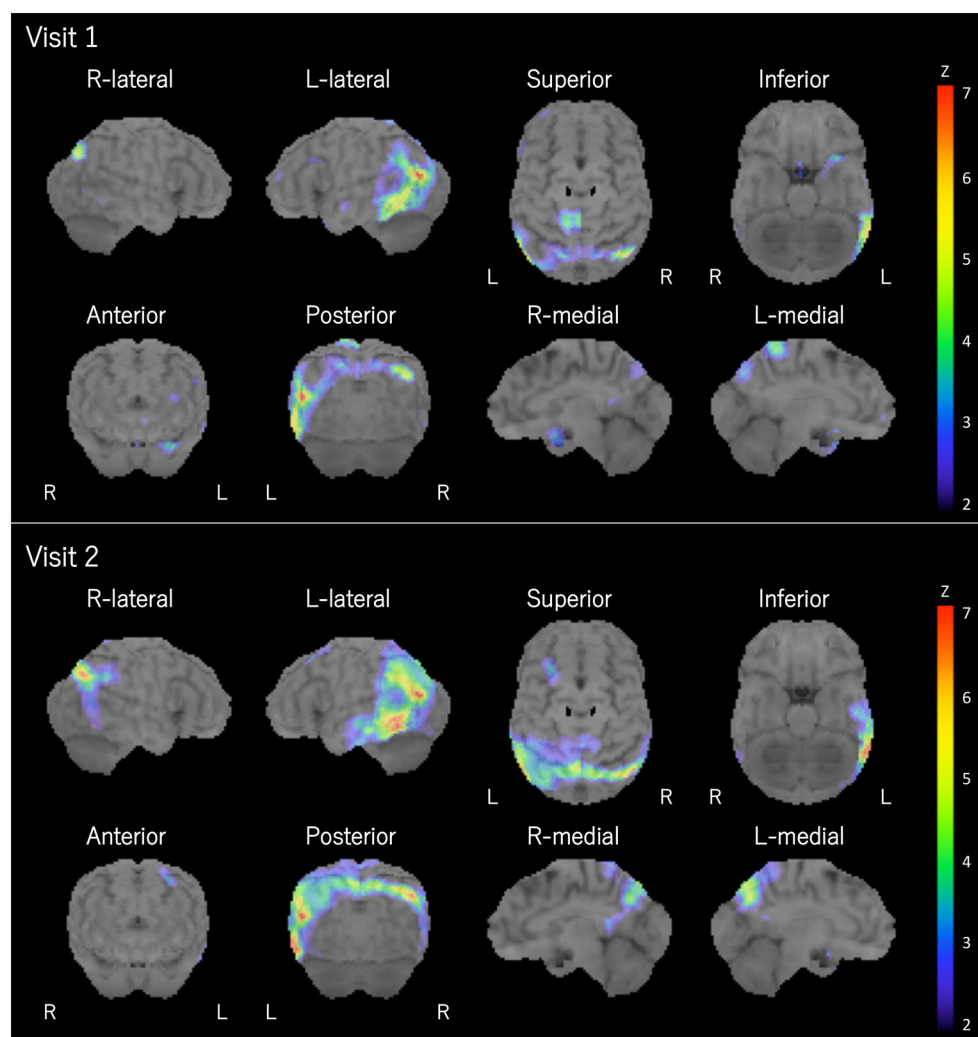 Visit 1
R-lateral L-lateral Superior Inferior
Z
7
6
5
4
3
2
L R R L
Anterior Posterior R-medial L-medial
R L L R
Visit 2
R-lateral L-lateral Superior Inferior
Z
7
6
5
4
3
2
L R R L
Anterior Posterior R-medial L-medial
R L L R